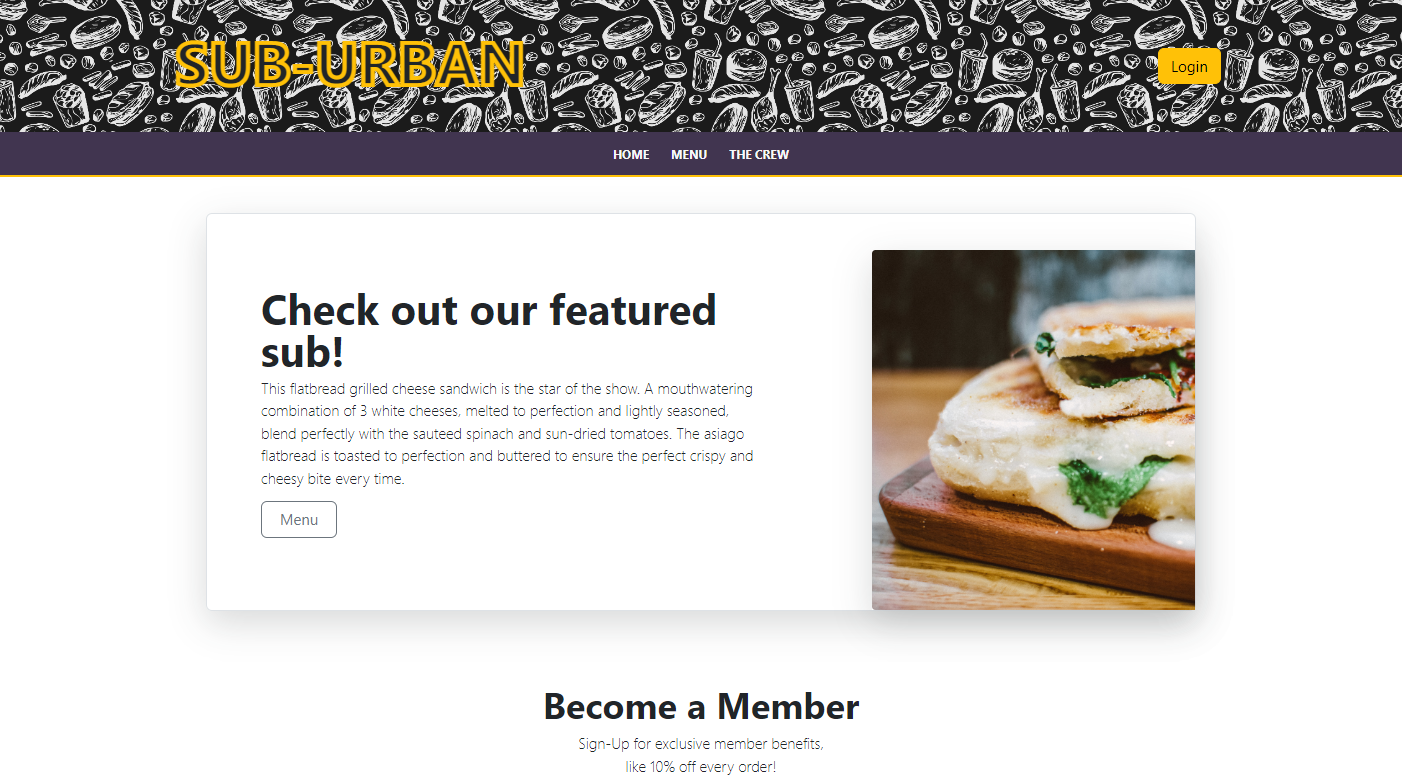 SUB-URBAN
Login
HOME MENU THE CREW
Check out our featured
sub!
This flatbread grilled cheese sandwich is the star of the show. A mouthwatering
combination of 3 white cheeses, melted to perfection and lightly seasoned,
blend perfectly with the sauteed spinach and sun-dried tomatoes. The asiago
flatbread is toasted to perfection and buttered to ensure the perfect crispy and
cheesy bite every time.
Menu
Become a Member
Sign-Up for exclusive member benefits,
like 10% off every order!